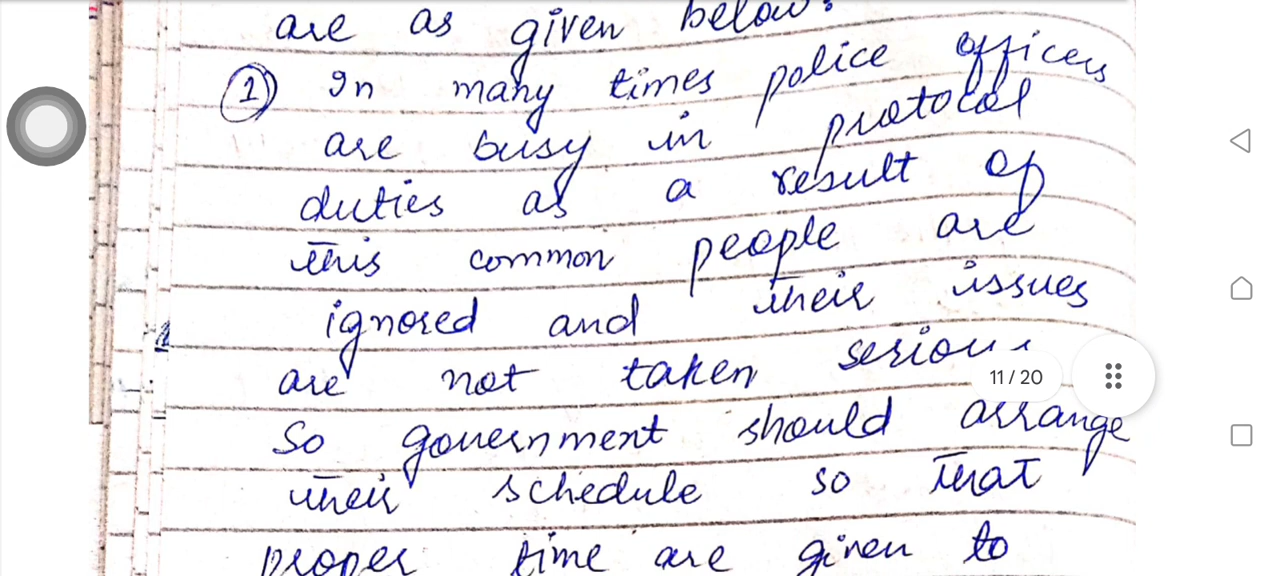 are as given below:
① In many times police officers
are busy in protocol
duties as a result of
this common people are
ignored and their issues
are not taken seriou
11 / 20
So government should arrange
their schedule so that
proper time are given to